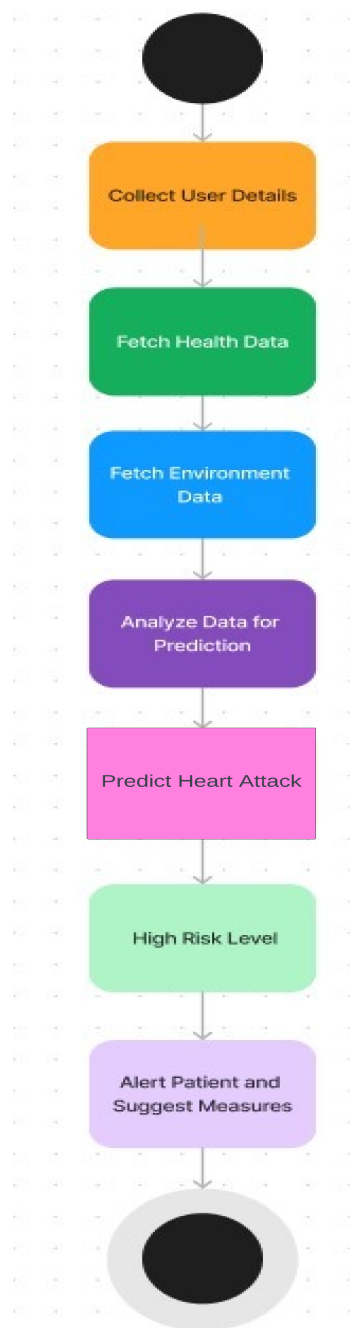 Collect User Details
Fetch Health Data
Fetch Environment
Data
Analyze Data for
Prediction
Predict Heart Attack
High Risk Level
Alert Patient and
Suggest Measures